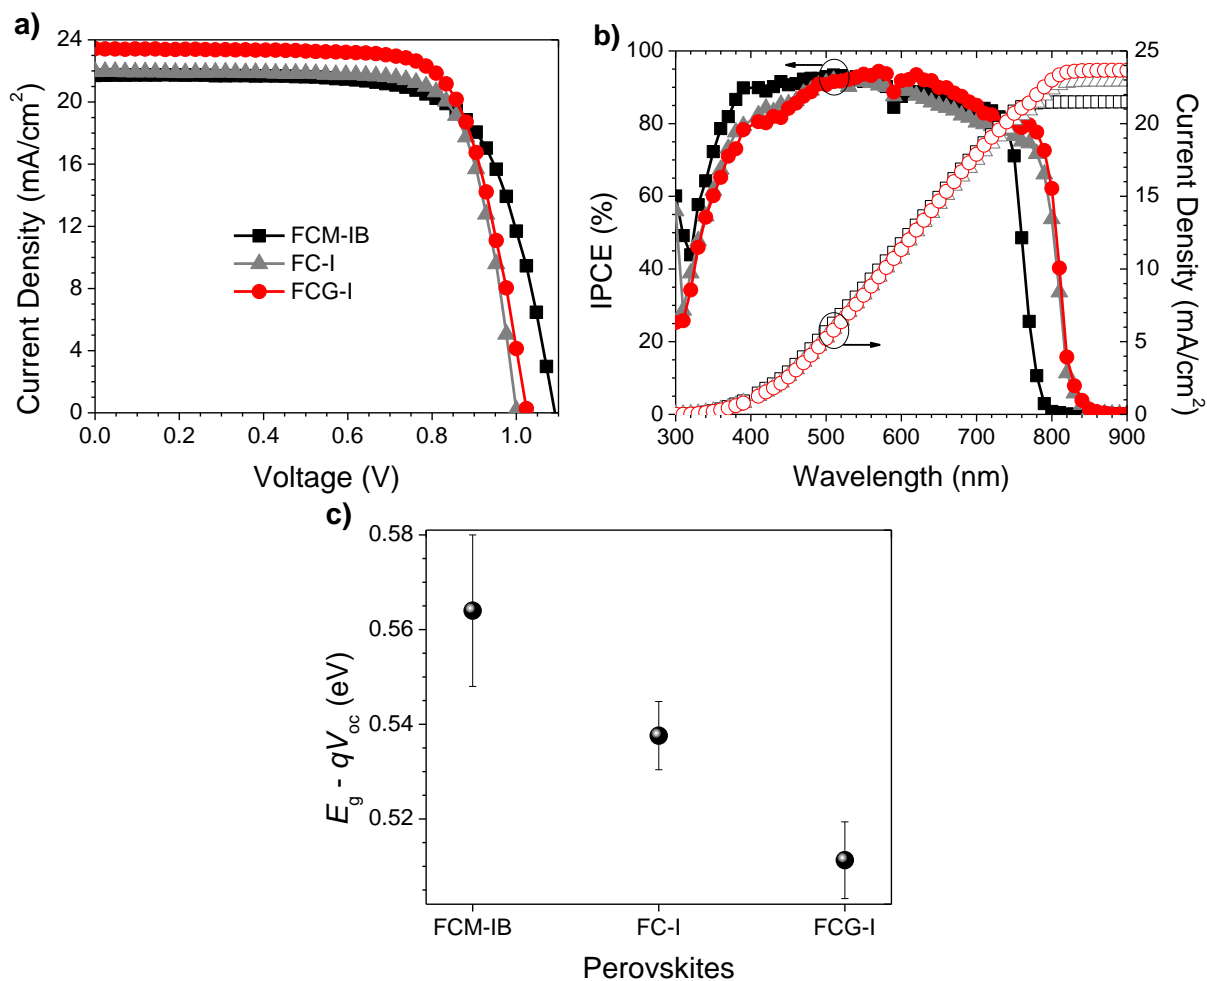 a)
24
20
16
12
8
4
0
Current Density (mA/cm²)
FCM-IB
FC-I
FCG-I
0.0 0.2 0.4 0.6 0.8 1.0
Voltage (V)
b)
100
80
60
40
20
0
IPCE (%)
25
20
15
10
5
0
Current Density (mA/cm²)
300 400 500 600 700 800 900
Wavelength (nm)
c)
0.58
0.56
0.54
0.52
E_g - qV_oc (eV)
FCM-IB FC-I FCG-I
Perovskites